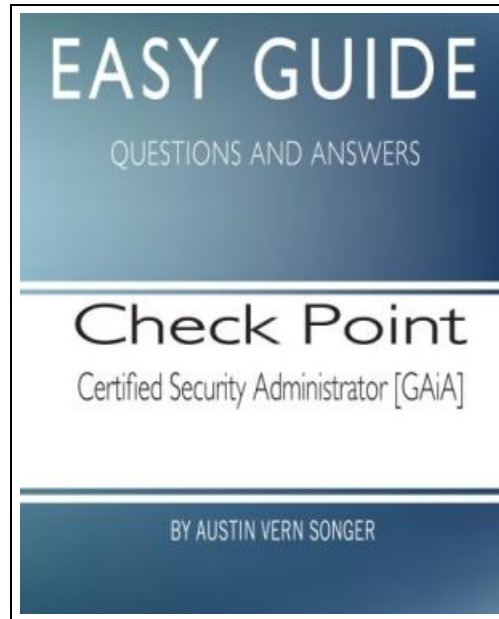 EASY GUIDE
QUESTIONS AND ANSWERS
Check Point
Certified Security Administrator [GAiA]
BY AUSTIN VERN SONGER